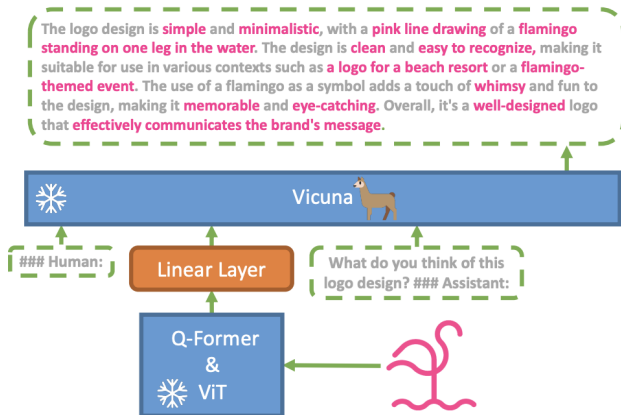 The logo design is simple and minimalistic, with a pink line drawing of a flamingo
standing on one leg in the water. The design is clean and easy to recognize, making it
suitable for use in various contexts such as a logo for a beach resort or a flamingo-
themed event. The use of a flamingo as a symbol adds a touch of whimsy and fun to
the design, making it memorable and eye-catching. Overall, it's a well-designed logo
that effectively communicates the brand's message.
Vicuna
### Human:
Linear Layer
What do you think of this
logo design? ### Assistant:
Q-Former
&
ViT